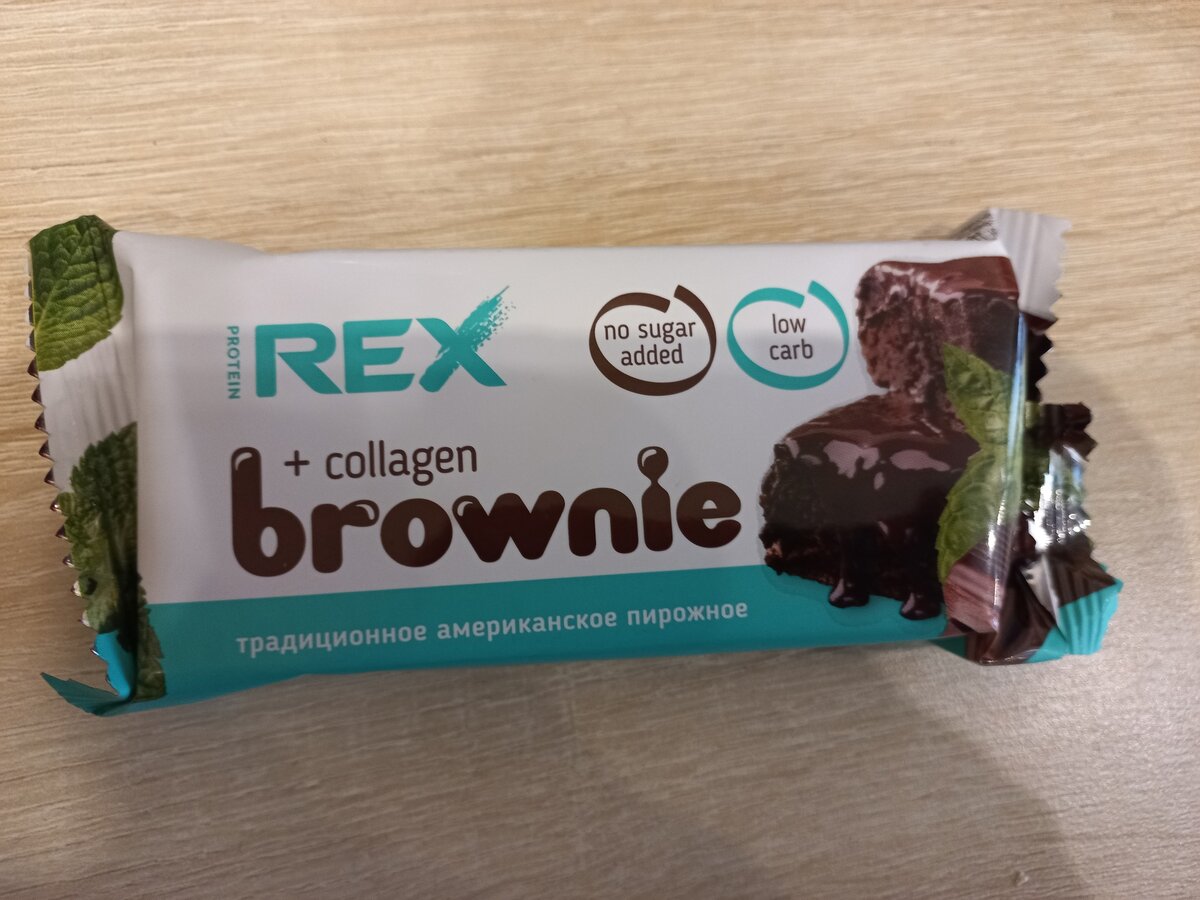 PROTEIN
REX
no sugar
added
low
carb
+ collagen
brownie
традиционное американское пирожное